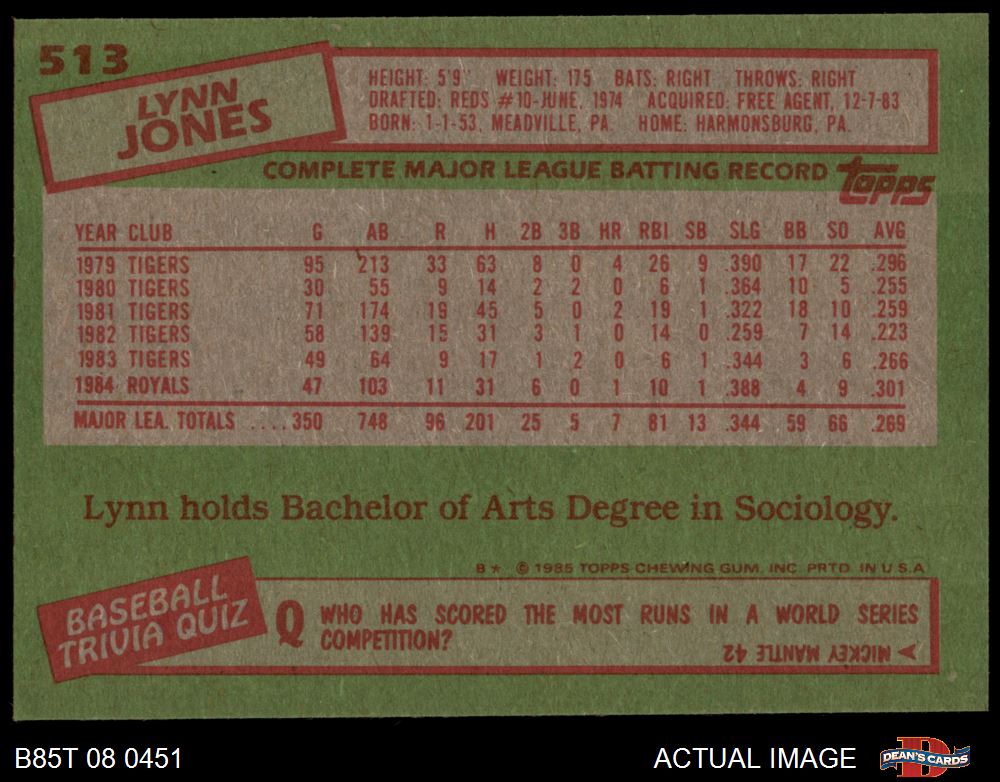 513
LYNN
JONES
HEIGHT: 5'9" WEIGHT: 175 BATS: RIGHT THROWS: RIGHT
DRAFTED: REDS #10-JUNE, 1974 ACQUIRED: FREE AGENT, 12-7-83
BORN: 1-1-53, MEADVILLE, PA. HOME: HARMONSBURG, PA.
COMPLETE MAJOR LEAGUE BATTING RECORD topps
YEAR CLUB G AB R H 2B 3B HR RBI SB SLG BB SO AVG
1979 TIGERS 95 213 33 63 8 0 4 26 9 .390 17 22 .296
1980 TIGERS 30 55 9 14 2 2 0 6 1 .364 10 5 .255
1981 TIGERS 71 174 19 45 5 0 2 19 1 .322 18 10 .259
1982 TIGERS 58 139 15 31 3 1 0 14 0 .259 7 14 .223
1983 TIGERS 49 64 9 17 1 2 0 6 1 .344 3 6 .266
1984 ROYALS 47 103 11 31 6 0 1 10 1 .388 4 9 .301
MAJOR LEA. TOTALS ....350 748 96 201 25 5 7 81 13 .344 59 66 .269
Lynn holds Bachelor of Arts Degree in Sociology.
B* © 1985 TOPPS CHEWING GUM, INC. PRTD. IN U.S.A.
BASEBALL
TRIVIA QUIZ
Q WHO HAS SCORED THE MOST RUNS IN A WORLD SERIES
COMPETITION?
MICKEY MANTLE 42
B85T 08 0451
ACTUAL IMAGE
DEAN'S CARDS